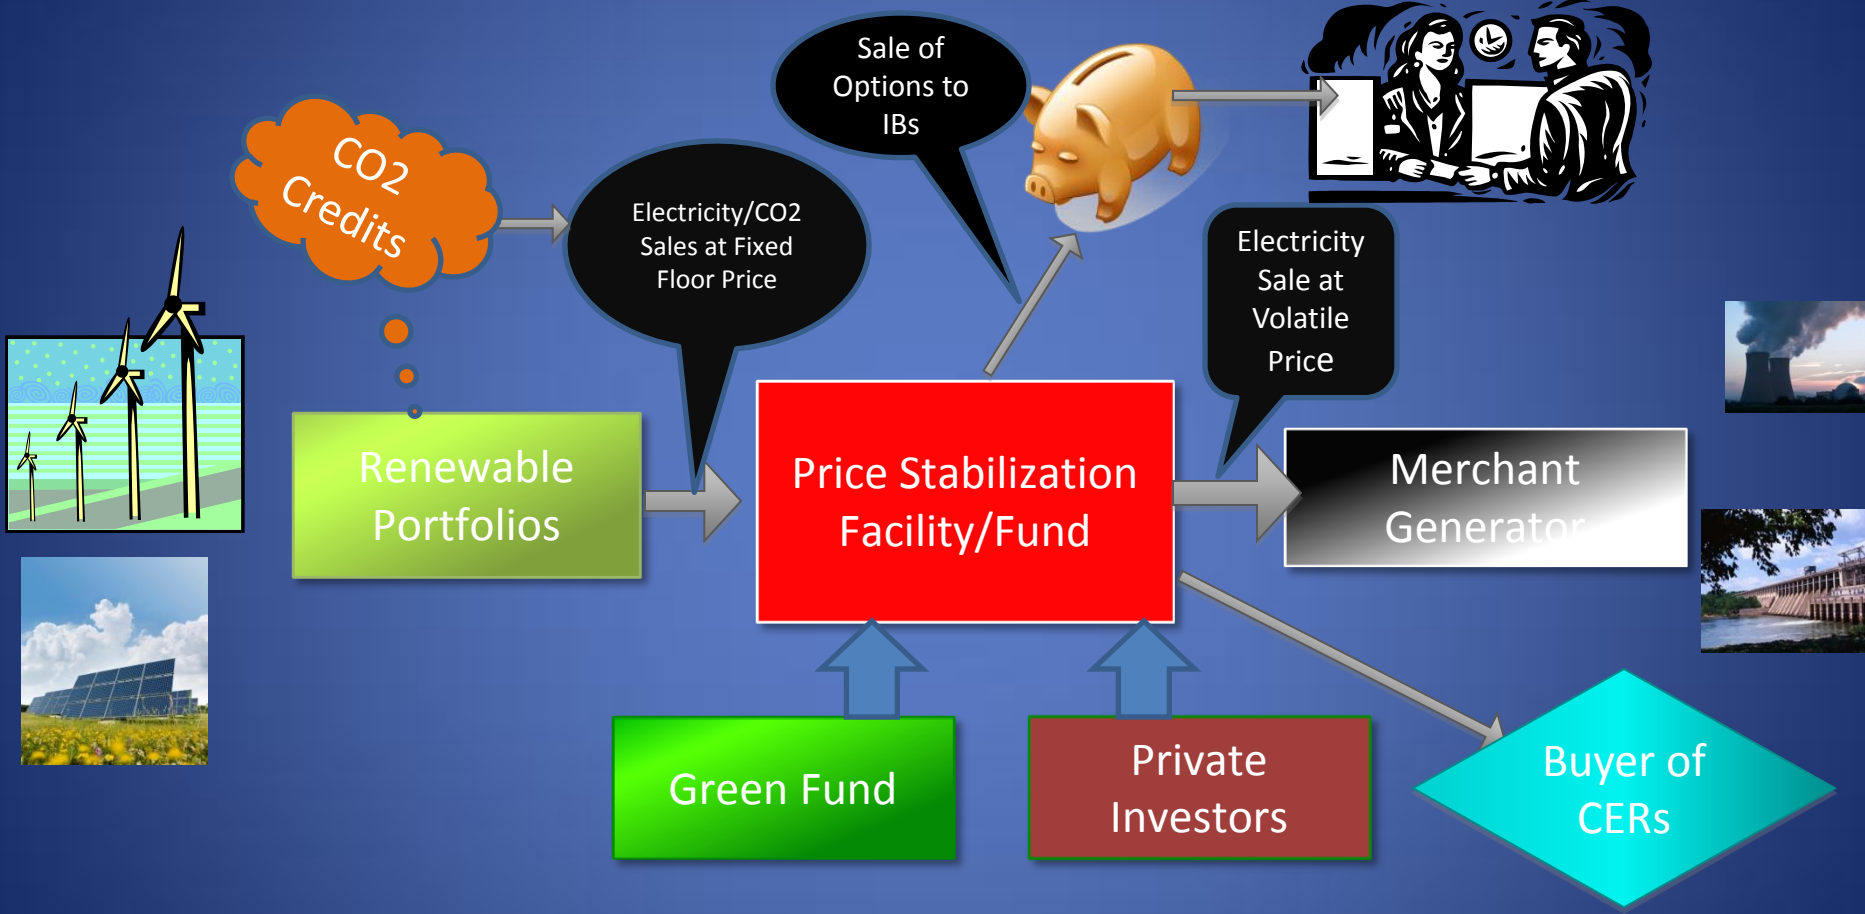 Sale of
Options to
IBs
CO2
Credits
Electricity/CO2
Sales at Fixed
Floor Price
Electricity
Sale at
Volatile
Price
Renewable
Portfolios
Price Stabilization
Facility/Fund
Merchant
Generator
Green Fund
Private
Investors
Buyer of
CERs